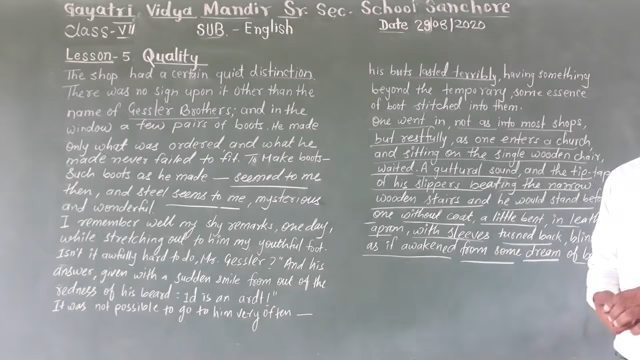 Gayatri Vidya Mandir Sr. Sec. School Sanchore
Class-VII SUB.- English Date 29/08/2020
Lesson-5 Quality
The shop had a certain quiet distinction
There was no sign upon it other than the
name of Gessler Brothers; and in the
window a few pairs of boots. He made
only what was ordered, and what he
made never failed to fit. To make boots-
Such boots as he made — seemed to me
then, and steel seems to me, mysterious
and wonderful
I remember well my shy remarks, one day,
while stretching out to him my youthful foot.
Isn't it awfully hard to do, Mr. Gessler? "And his
answer, given with a sudden smile from out of the
redness of his beard: Id is an ardt!"
It was not possible to go to him very often —
his buts lasted terribly, having something
beyond the temporary, some essence
of boot stitched into them.
One went in, not as into most shops,
but restfully, as one enters a church,
and sitting on the single wooden chair,
waited. A guttural sound, and the tip-tap
of his slippers beating the narrow
wooden stairs and he would stand
one without coat, a little bent, in
apron, with sleeves turned back,
as if awakened from some dream of